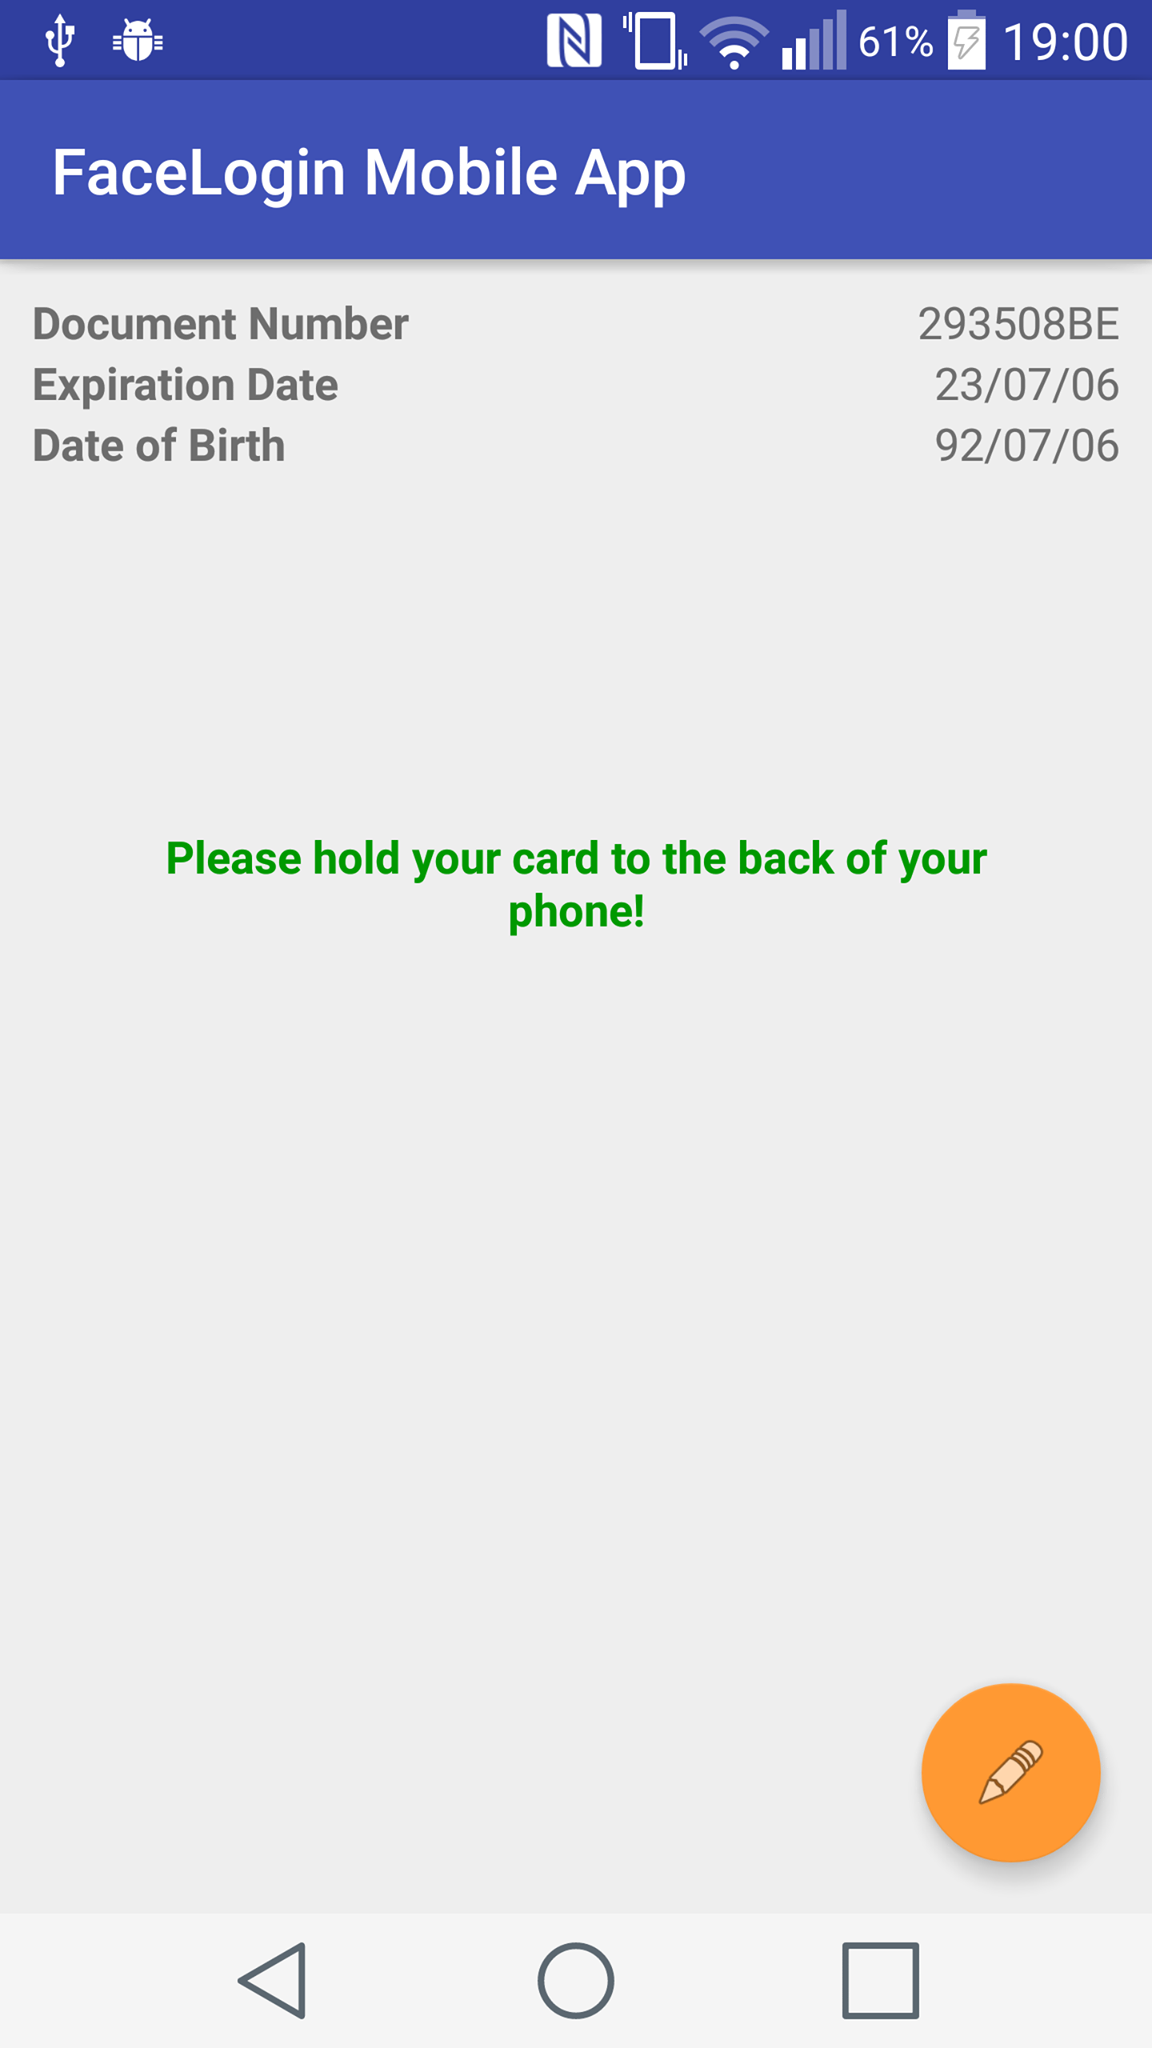 61% 19:00
FaceLogin Mobile App
Document Number 293508BE
Expiration Date 23/07/06
Date of Birth 92/07/06
Please hold your card to the back of your
phone!